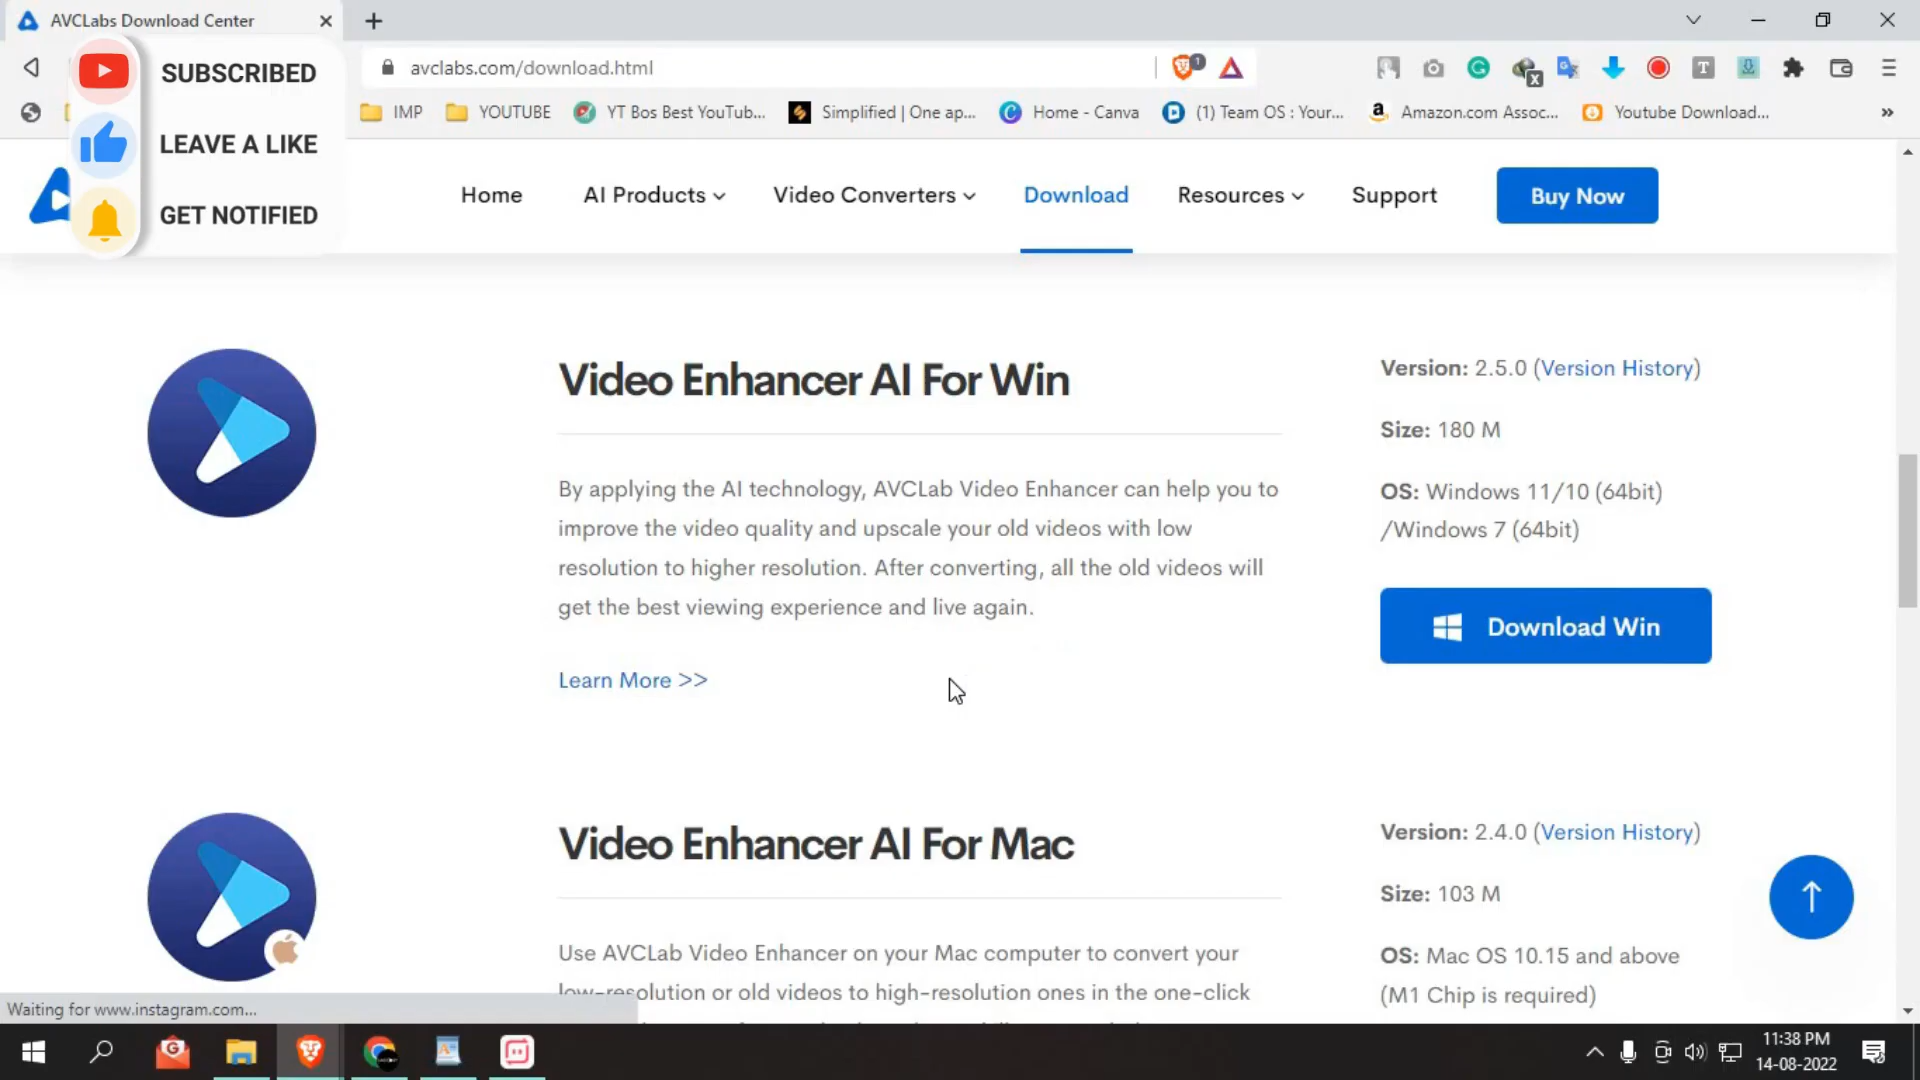 AVCLabs Download Center
avclabs.com/download.html
1
X
T
IMP
YOUTUBE
YT Bos Best YouTub...
Simplified | One ap...
Home - Canva
(1) Team OS : Your...
Amazon.com Assoc...
Youtube Download...
»
SUBSCRIBED
LEAVE A LIKE
GET NOTIFIED
Home
AI Products
Video Converters
Download
Resources
Support
Buy Now
Video Enhancer AI For Win
By applying the AI technology, AVCLab Video Enhancer can help you to
improve the video quality and upscale your old videos with low
resolution to higher resolution. After converting, all the old videos will
get the best viewing experience and live again.
Learn More >>
Version: 2.5.0 (Version History)
Size: 180 M
OS: Windows 11/10 (64bit)
/Windows 7 (64bit)
Download Win
Video Enhancer AI For Mac
Use AVCLab Video Enhancer on your Mac computer to convert your
low-resolution or old videos to high-resolution ones in the one-click
Version: 2.4.0 (Version History)
Size: 103 M
OS: Mac OS 10.15 and above
(M1 Chip is required)
Waiting for www.instagram.com...
11:38 PM
14-08-2022